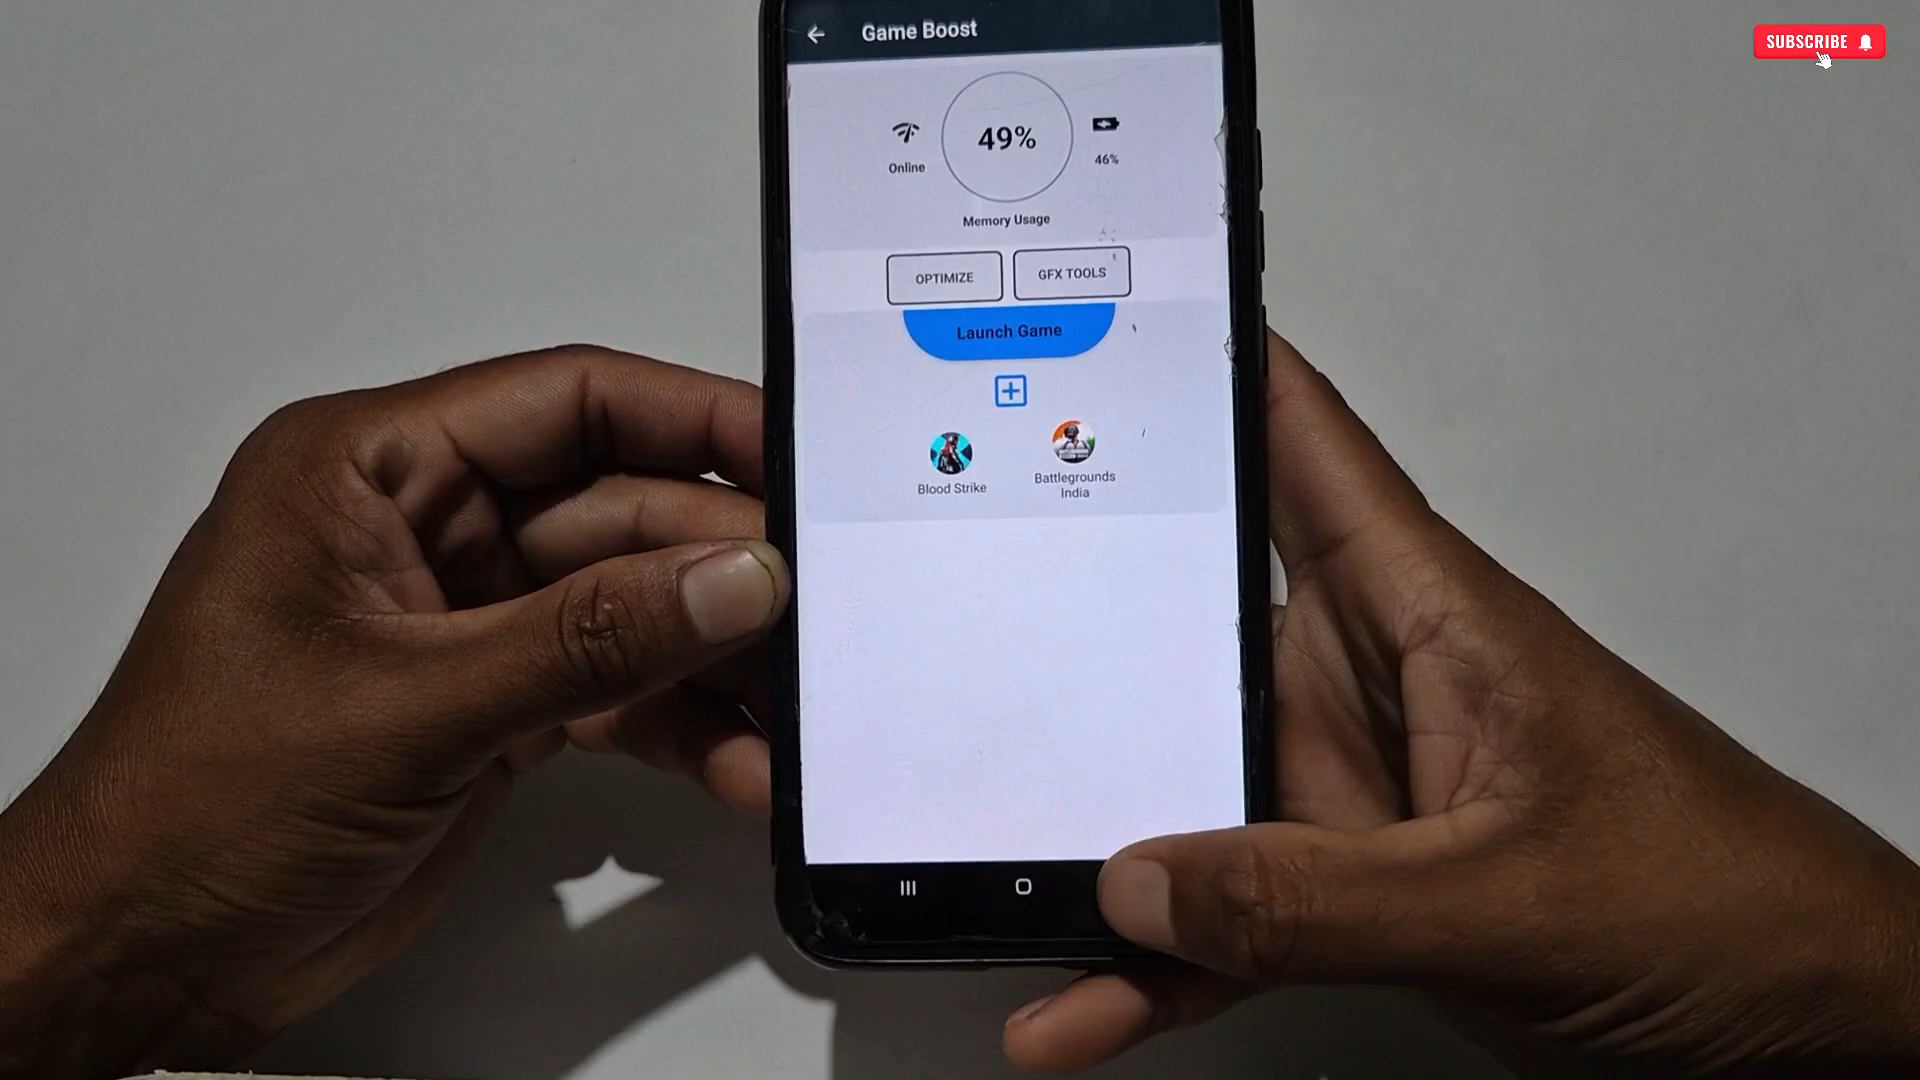 Game Boost
SUBSCRIBE
49%
Online
46%
Memory Usage
OPTIMIZE
GFX TOOLS
Launch Game
Blood Strike
Battlegrounds
India